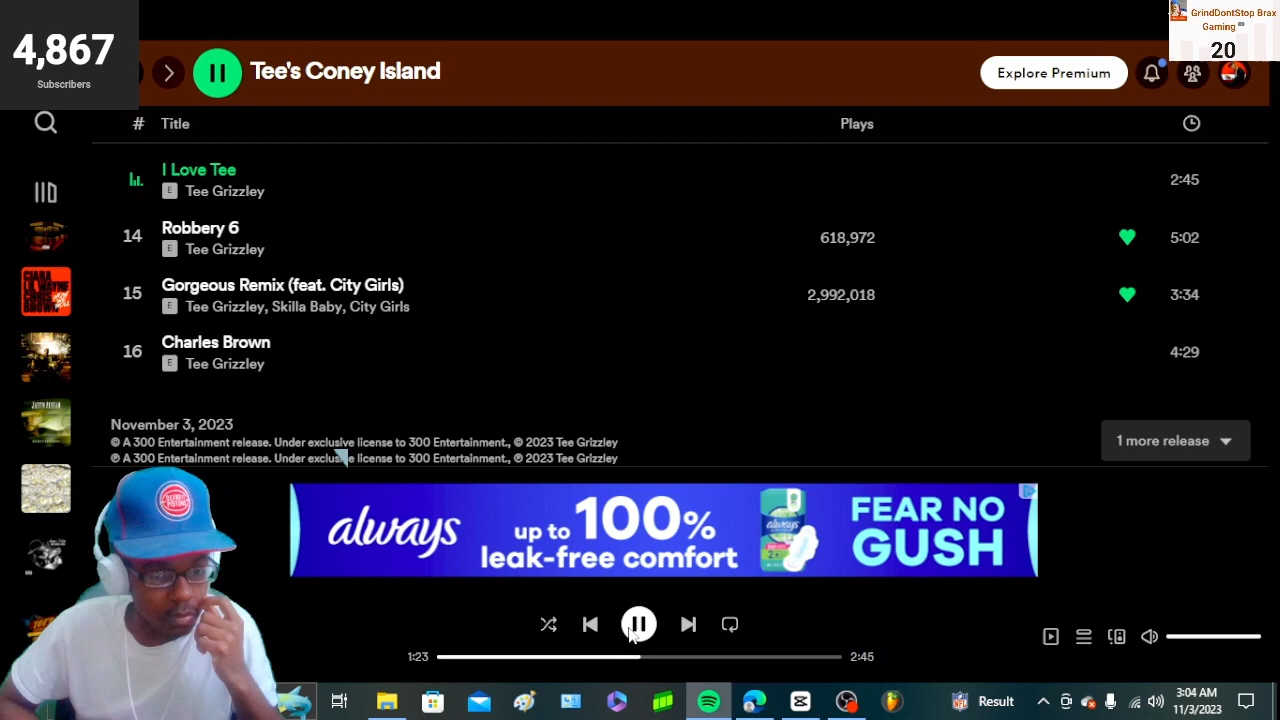 4,867
Subscribers
GrindDontStop Brax
Gaming
20
Tee's Coney Island
Explore Premium
# Title Plays
I Love Tee
E Tee Grizzley
2:45
14 Robbery 6 618,972 5:02
E Tee Grizzley
15 Gorgeous Remix (feat. City Girls) 2,992,018 3:34
E Tee Grizzley, Skilla Baby, City Girls
16 Charles Brown 4:29
E Tee Grizzley
November 3, 2023
© A 300 Entertainment release. Under exclusive license to 300 Entertainment., © 2023 Tee Grizzley
℗ A 300 Entertainment release. Under exclusive license to 300 Entertainment., ℗ 2023 Tee Grizzley
1 more release
always
up to 100%
leak-free comfort
always
FEAR NO
GUSH
DETROIT
PISTONS
1:23 2:45
Result
3:04 AM
11/3/2023